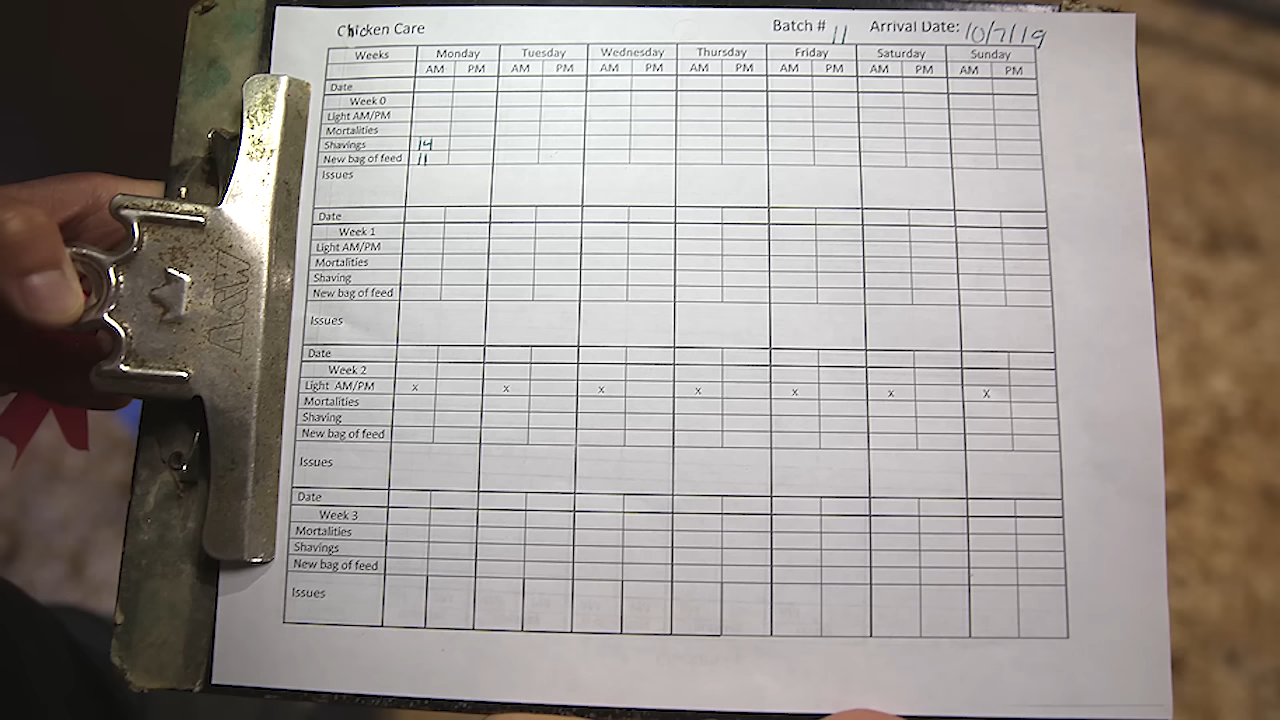 Chicken Care Batch # 11 Arrival Date: 10/7/19
Weeks Monday Tuesday Wednesday Thursday Friday Saturday Sunday
AM PM AM PM AM PM AM PM AM PM AM PM AM PM
Date
Week 0
Light AM/PM
Mortalities
Shavings 14
New bag of feed 11
Issues
Date
Week 1
Light AM/PM
Mortalities
Shaving
New bag of feed
Issues
Date
Week 2
Light AM/PM x x x x x x x
Mortalities
Shaving
New bag of feed
Issues
Date
Week 3
Mortalities
Shavings
New bag of feed
Issues